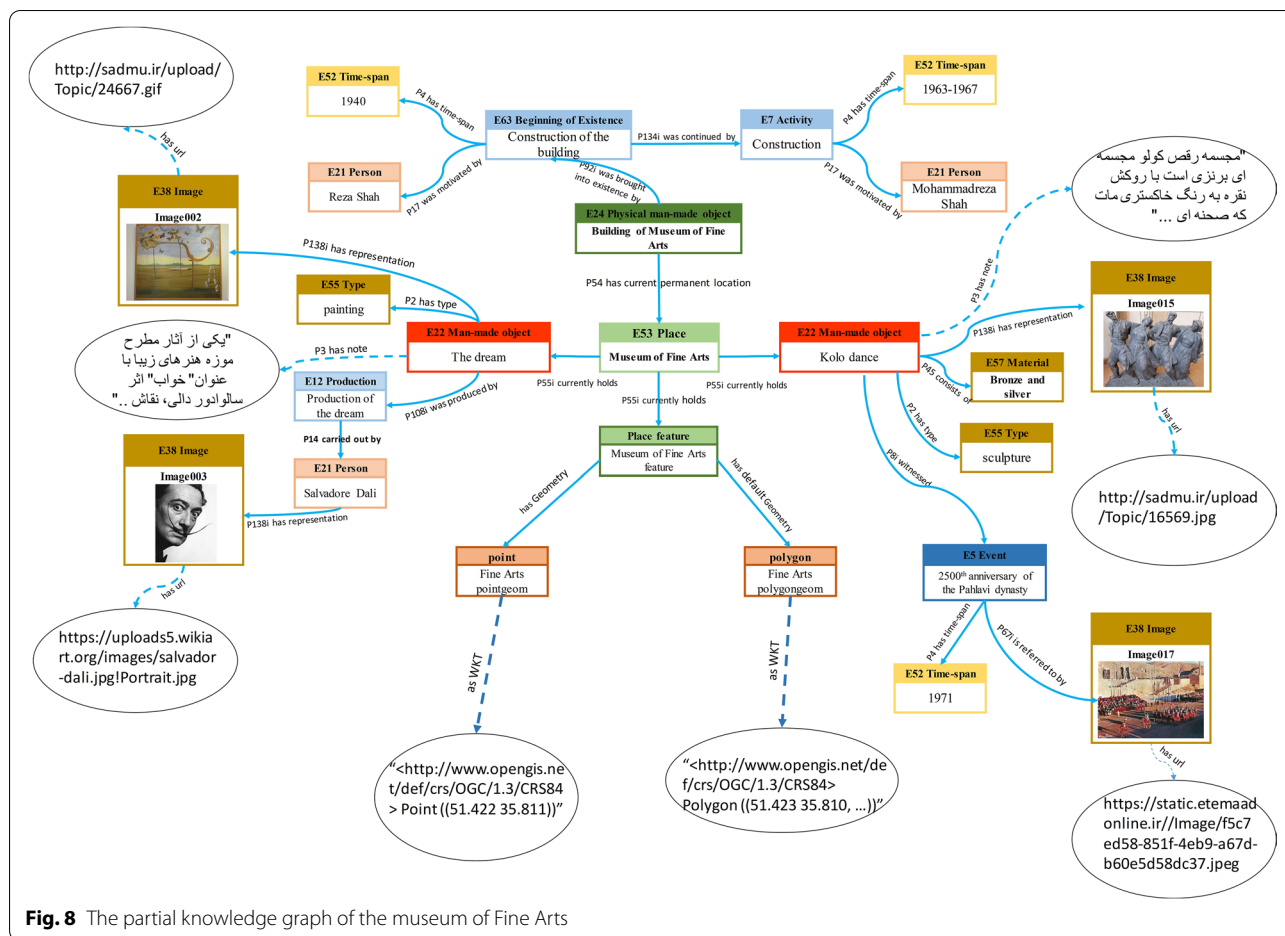 http://sadmu.ir/upload/
Topic/24667.gif
has url
E38 Image
Image002
E52 Time-span
1940
P4 has time-span
E63 Beginning of Existence
Construction of the
building
P134i was continued by
E7 Activity
Construction
P4 has time-span
E52 Time-span
1963-1967
E21 Person
Reza Shah
P17 was motivated by
P92i was brought
into existence by
P17 was motivated by
E21 Person
Mohammadreza
Shah
"مجسمه رقص کولو مجسمه
ای برنزی است با روکش
نقره به رنگ خاکستری مات
که صحنه ای ..."
E24 Physical man-made object
Building of Museum of Fine
Arts
P54 has current permanent location
P138i has representation
E55 Type
painting
P2 has type
P3 has note
"یکی از آثار مطرح
موزه هنرهای زیبا با
عنوان" خواب" اثر
سالوادور دالی، نقاش .."
P3 has note
E22 Man-made object
The dream
E53 Place
Museum of Fine Arts
E22 Man-made object
Kolo dance
P138i has representation
E38 Image
Image015
P55i currently holds
P55i currently holds
P55i currently holds
P45 consists of
E57 Material
Bronze and
silver
E12 Production
Production of
the dream
P108i was produced by
P14 carried out by
P2 has type
E55 Type
sculpture
has url
http://sadmu.ir/upload
/Topic/16569.jpg
E38 Image
Image003
E21 Person
Salvadore Dali
P138i has representation
Place feature
Museum of Fine Arts
feature
P8i witnessed
has Geometry
has default Geometry
point
Fine Arts
pointgeom
polygon
Fine Arts
polygongeom
E5 Event
2500th anniversary of
the Pahlavi dynasty
has url
https://uploads5.wikia
rt.org/images/salvador
-dali.jpg!Portrait.jpg
as WKT
as WKT
P4 has time-span
E52 Time-span
1971
P67i is referred to by
E38 Image
Image017
has url
“<http://www.opengis.ne
t/def/crs/OGC/1.3/CRS84
> Point ((51.422 35.811))”
“<http://www.opengis.net/de
f/crs/OGC/1.3/CRS84>
Polygon ((51.423 35.810, ...))”
https://static.etemaad
online.ir//Image/f5c7
ed58-851f-4eb9-a67d-
b60e5d58dc37.jpeg
Fig. 8 The partial knowledge graph of the museum of Fine Arts